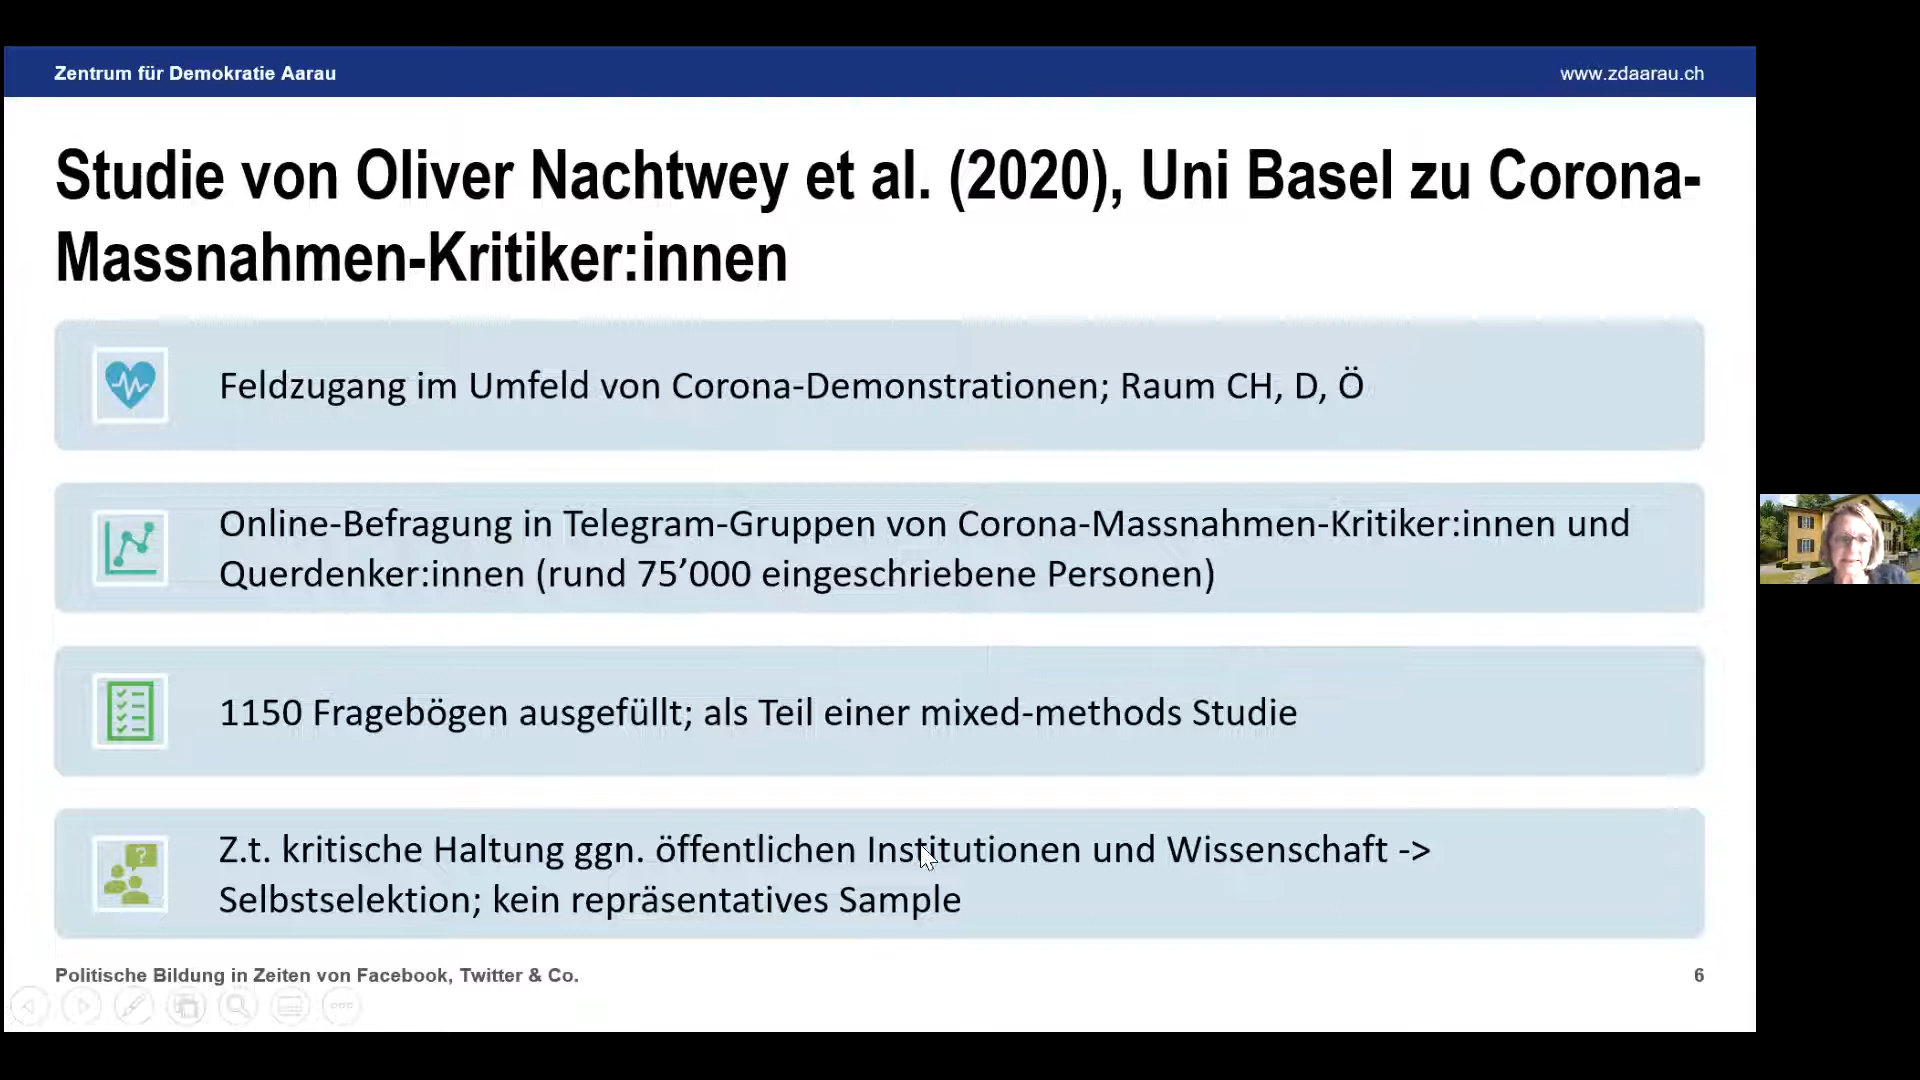 Zentrum für Demokratie Aarau
www.zdaarau.ch
Studie von Oliver Nachtwey et al. (2020), Uni Basel zu Corona-
Massnahmen-Kritiker:innen
Feldzugang im Umfeld von Corona-Demonstrationen; Raum CH, D, Ö
Online-Befragung in Telegram-Gruppen von Corona-Massnahmen-Kritiker:innen und
Querdenker:innen (rund 75’000 eingeschriebene Personen)
1150 Fragebögen ausgefüllt; als Teil einer mixed-methods Studie
?
Z.t. kritische Haltung ggn. öffentlichen Institutionen und Wissenschaft ->
Selbstselektion; kein repräsentatives Sample
Politische Bildung in Zeiten von Facebook, Twitter & Co.
6